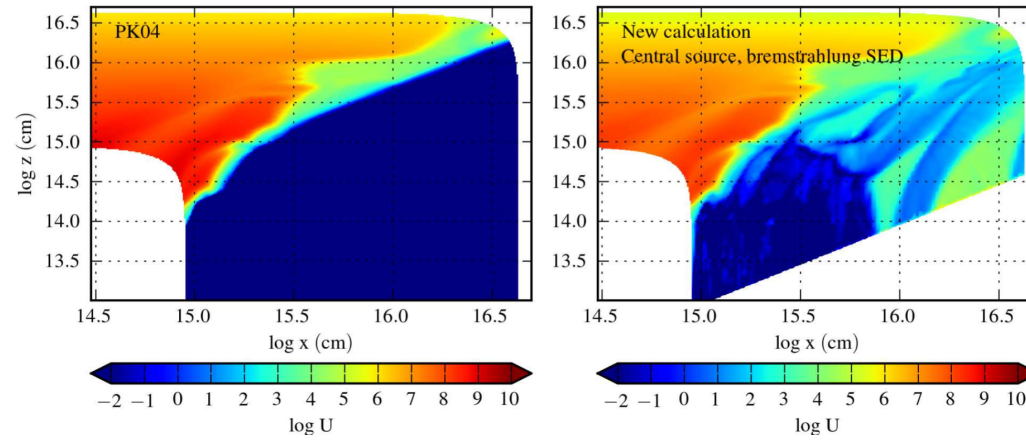 16.5
16.0
15.5
15.0
14.5
14.0
13.5
log z (cm)
PK04
14.5 15.0 15.5 16.0 16.5
log x (cm)
−2 −1 0 1 2 3 4 5 6 7 8 9 10
log U
16.5
16.0
15.5
15.0
14.5
14.0
13.5
New calculation
Central source, bremstrahlung SED
14.5 15.0 15.5 16.0 16.5
log x (cm)
−2 −1 0 1 2 3 4 5 6 7 8 9 10
log U